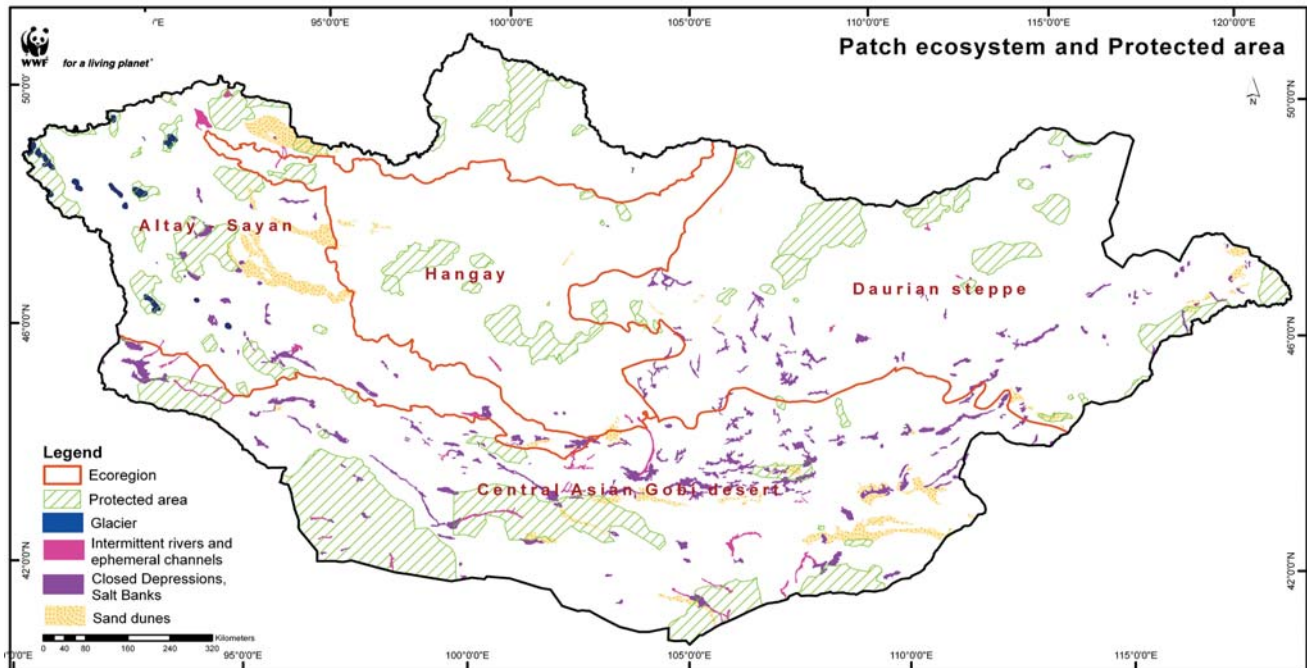 95°0'0"E 100°0'0"E 105°0'0"E 110°0'0"E 115°0'0"E 120°0'0"E
WWF
for a living planet®
Patch ecosystem and Protected area
50°0'0"
50°0'0"N
N
Altay - Sayan
Hangay
Daurian steppe
46°0'0"N
46°0'0"N
Central Asian Gobi desert
42°0'0"N
42°0'0"N
Legend
Ecoregion
Protected area
Glacier
Intermittent rivers and
ephemeral channels
Closed Depressions,
Salt Banks
Sand dunes
Kilometers
0 40 80 160 240 320
95°0'0"E 100°0'0"E 105°0'0"E 110°0'0"E 115°0'0"E